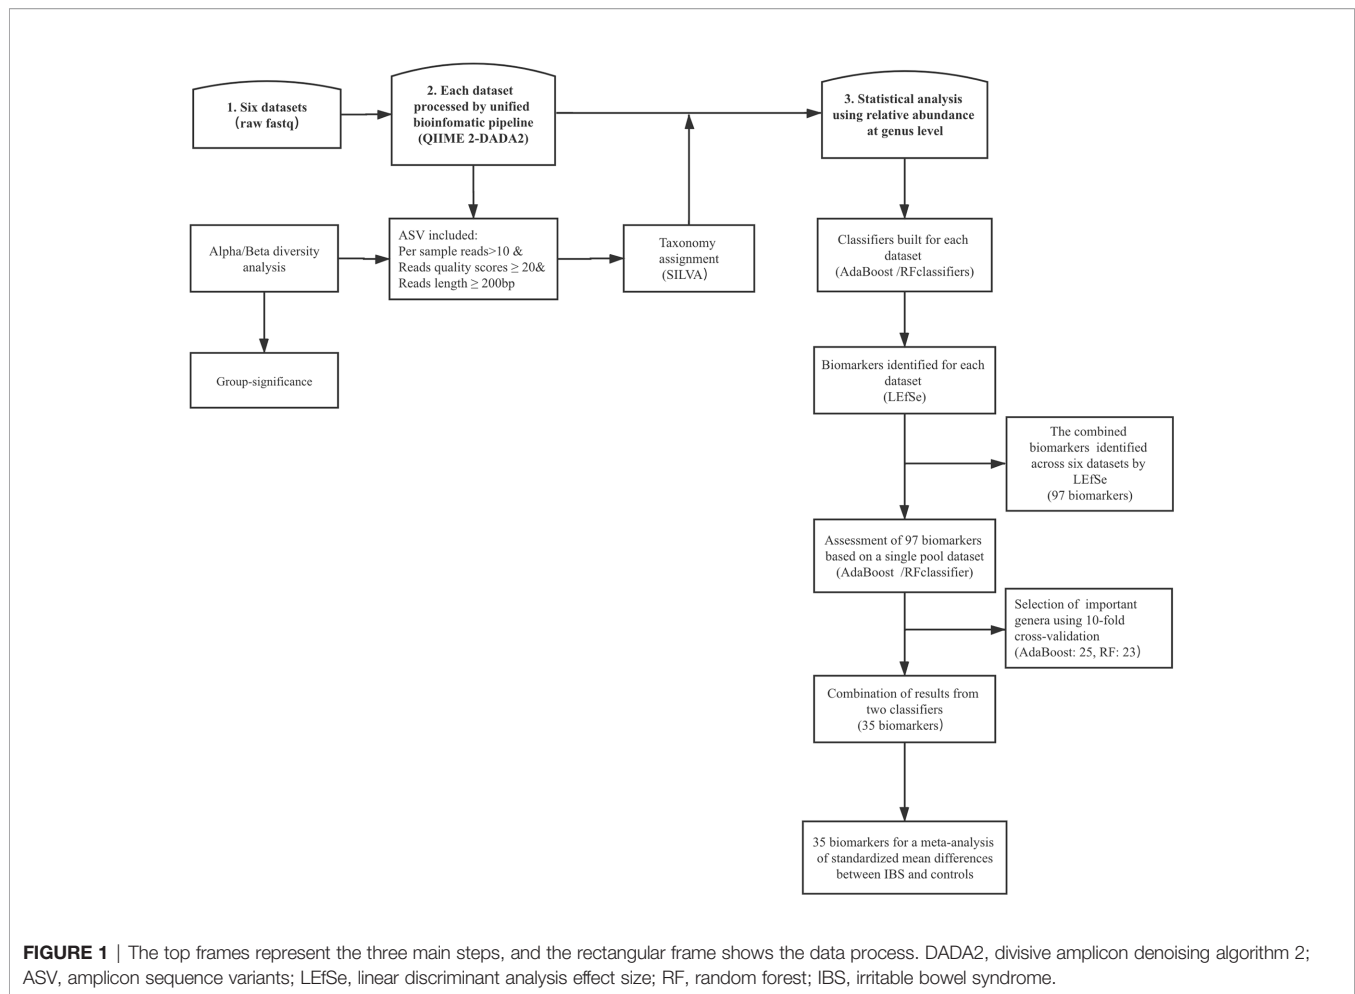 1. Six datasets
(raw fastq)
2. Each dataset
processed by unified
bioinfomatic pipeline
(QIIME 2-DADA2)
3. Statistical analysis
using relative abundance
at genus level
Alpha/Beta diversity
analysis
ASV included:
Per sample reads>10 &
Reads quality scores ≥ 20&
Reads length ≥ 200bp
Taxonomy
assignment
(SILVA)
Classifiers built for each
dataset
(AdaBoost /RFclassifiers)
Group-significance
Biomarkers identified for each
dataset
(LEfSe)
The combined
biomarkers identified
across six datasets by
LEfSe
(97 biomarkers)
Assessment of 97 biomarkers
based on a single pool dataset
(AdaBoost /RFclassifier)
Selection of important
genera using 10-fold
cross-validation
(AdaBoost: 25, RF: 23)
Combination of results from
two classifiers
(35 biomarkers)
35 biomarkers for a meta-analysis
of standardized mean differences
between IBS and controls
FIGURE 1 | The top frames represent the three main steps, and the rectangular frame shows the data process. DADA2, divisive amplicon denoising algorithm 2;
ASV, amplicon sequence variants; LEfSe, linear discriminant analysis effect size; RF, random forest; IBS, irritable bowel syndrome.